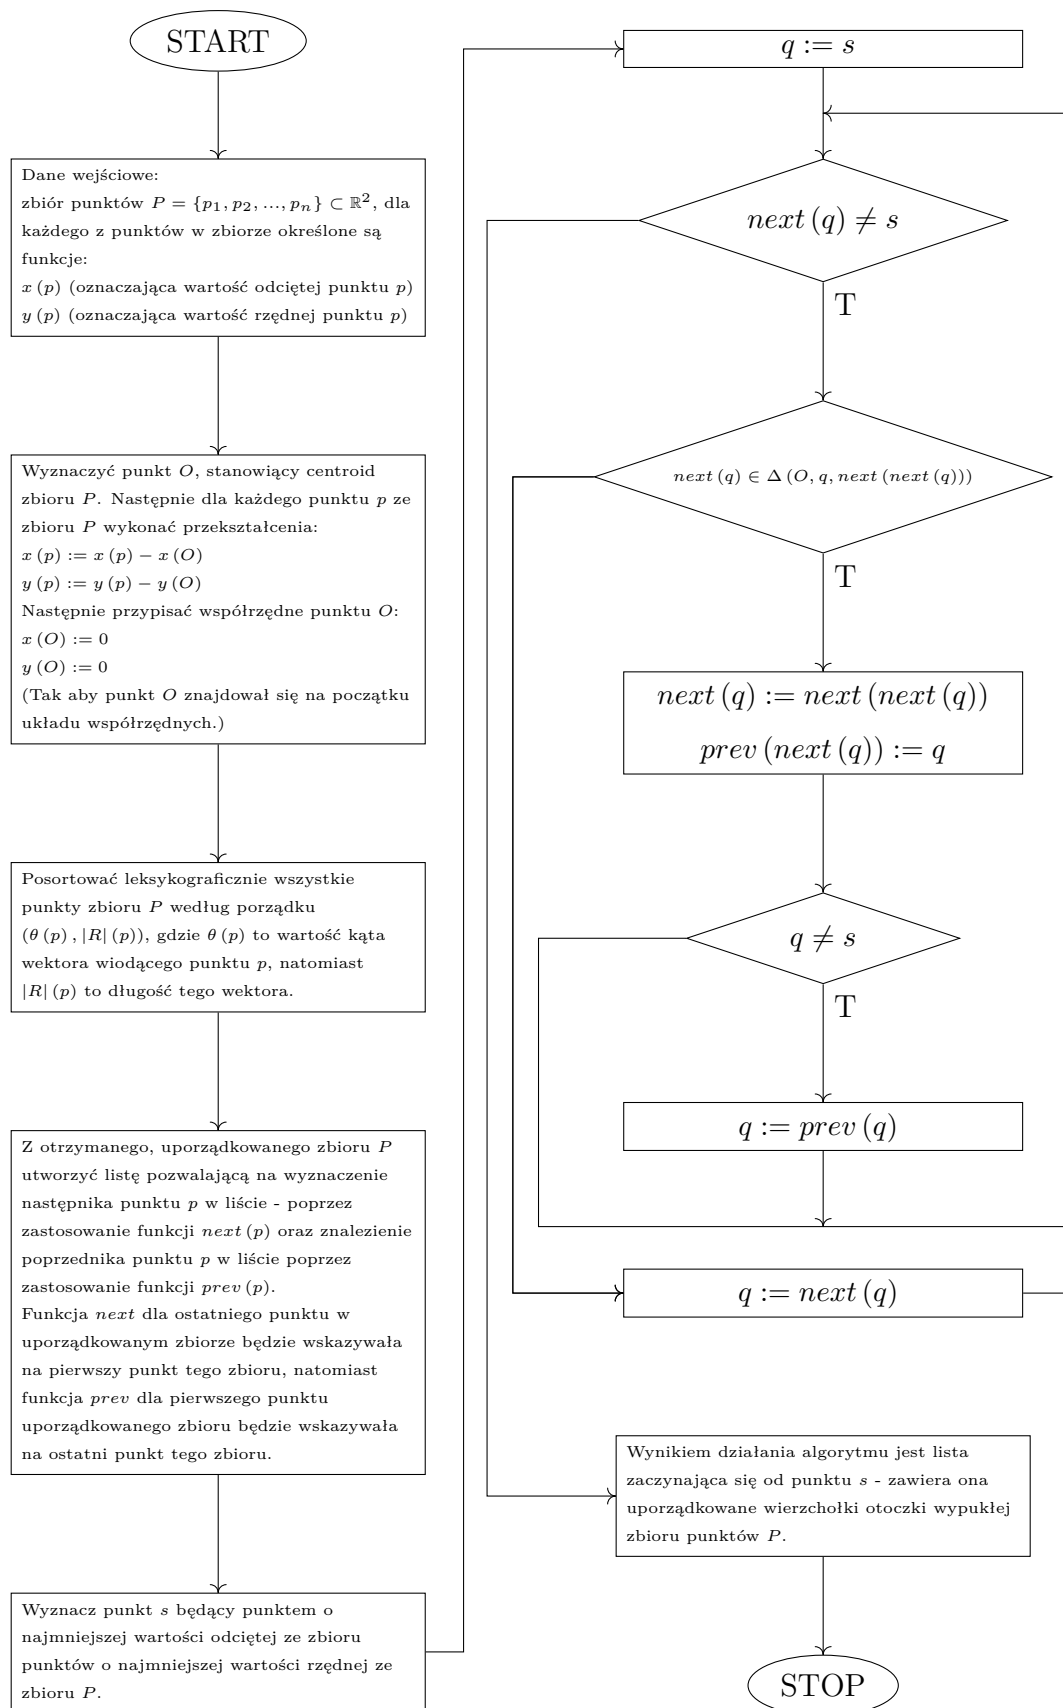 START
Dane wejściowe:
zbiór punktów P = {p₁, p₂, ..., pₙ} ⊂ ℝ², dla
każdego z punktów w zbiorze określone są
funkcje:
x (p) (oznaczająca wartość odciętej punktu p)
y (p) (oznaczająca wartość rzędnej punktu p)
Wyznaczyć punkt O, stanowiący centroid
zbioru P. Następnie dla każdego punktu p ze
zbioru P wykonać przekształcenia:
x (p) := x (p) − x (O)
y (p) := y (p) − y (O)
Następnie przypisać współrzędne punktu O:
x (O) := 0
y (O) := 0
(Tak aby punkt O znajdował się na początku
układu współrzędnych.)
Posortować leksykograficznie wszystkie
punkty zbioru P według porządku
(θ (p) , |R| (p)), gdzie θ (p) to wartość kąta
wektora wiodącego punktu p, natomiast
|R| (p) to długość tego wektora.
Z otrzymanego, uporządkowanego zbioru P
utworzyć listę pozwalającą na wyznaczenie
następnika punktu p w liście - poprzez
zastosowanie funkcji next (p) oraz znalezienie
poprzednika punktu p w liście poprzez
zastosowanie funkcji prev (p).
Funkcja next dla ostatniego punktu w
uporządkowanym zbiorze będzie wskazywała
na pierwszy punkt tego zbioru, natomiast
funkcja prev dla pierwszego punktu
uporządkowanego zbioru będzie wskazywała
na ostatni punkt tego zbioru.
Wyznacz punkt s będący punktem o
najmniejszej wartości odciętej ze zbioru
punktów o najmniejszej wartości rzędnej ze
zbioru P.
q := s
next (q) ≠ s
T
next (q) ∈ Δ (O, q, next (next (q)))
T
next (q) := next (next (q))
prev (next (q)) := q
q ≠ s
T
q := prev (q)
q := next (q)
Wynikiem działania algorytmu jest lista
zaczynająca się od punktu s - zawiera ona
uporządkowane wierzchołki otoczki wypukłej
zbioru punktów P.
STOP